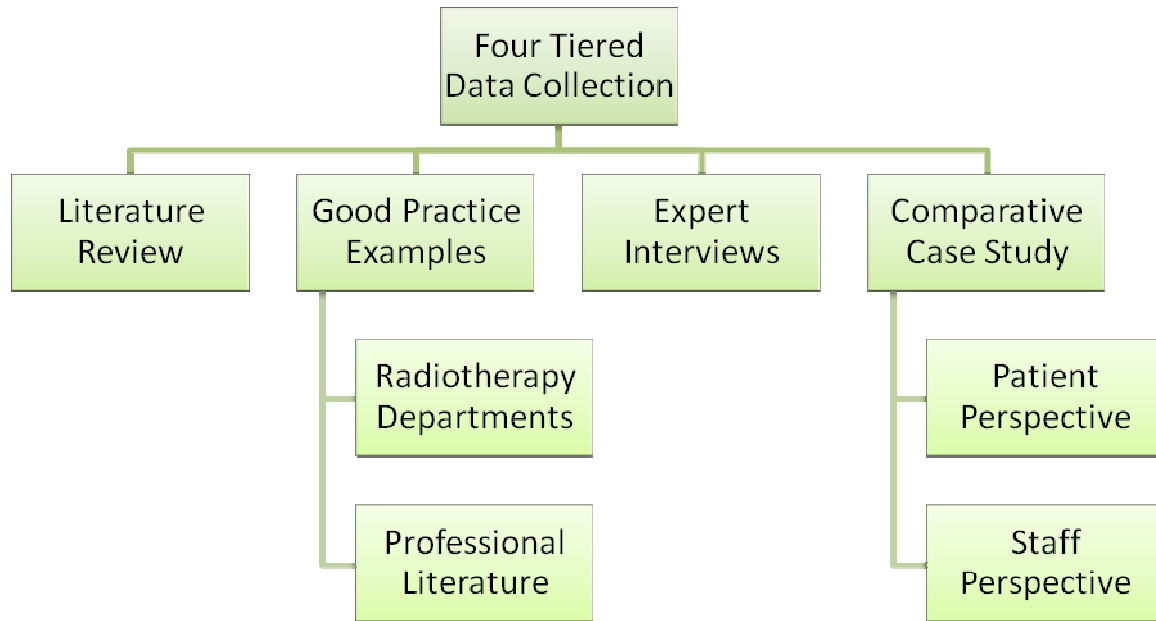 Four Tiered
Data Collection
Literature
Review
Good Practice
Examples
Expert
Interviews
Comparative
Case Study
Radiotherapy
Departments
Professional
Literature
Patient
Perspective
Staff
Perspective